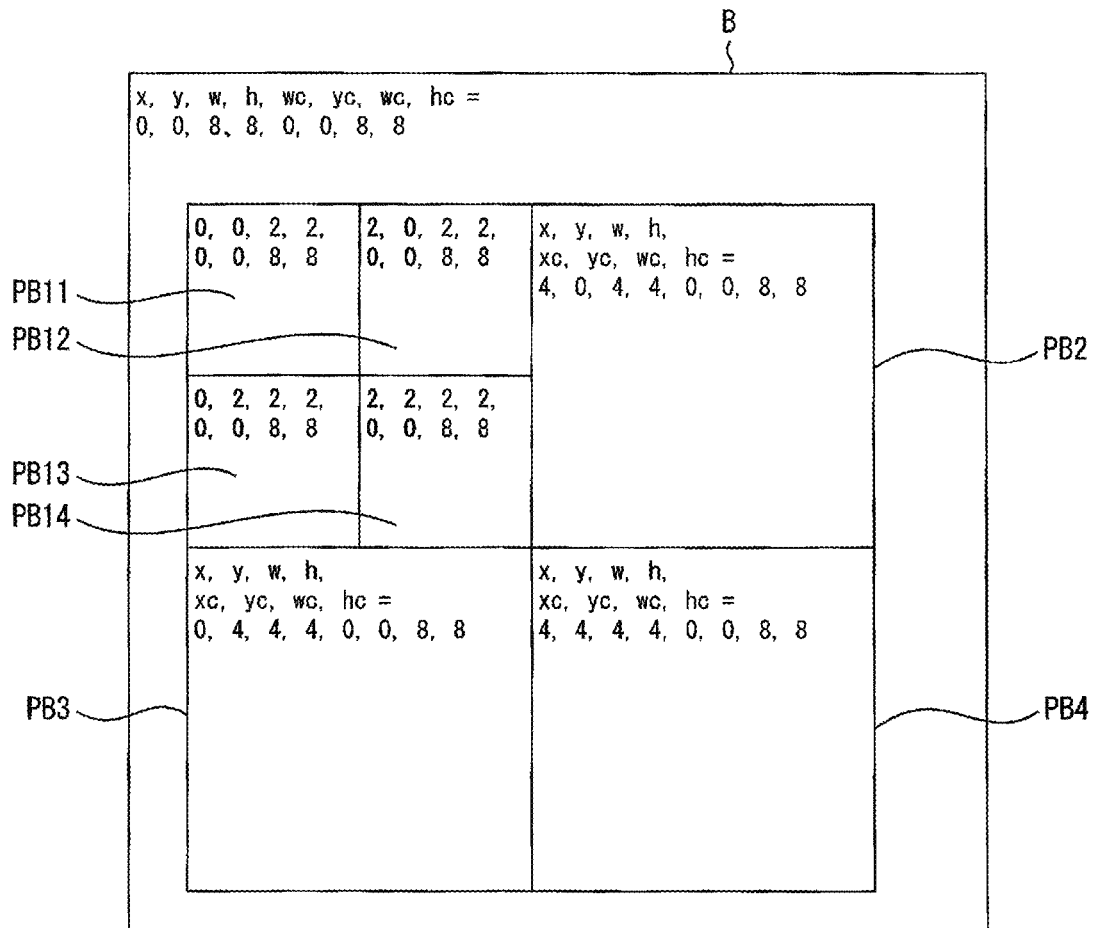 B
x, y, w, h, wc, yc, wc, hc =
0, 0, 8、8, 0, 0, 8, 8
0, 0, 2, 2,
0, 0, 8, 8
2, 0, 2, 2,
0, 0, 8, 8
x, y, w, h,
xc, yc, wc, hc =
4, 0, 4, 4, 0, 0, 8, 8
PB11
PB12
PB2
0, 2, 2, 2,
0, 0, 8, 8
2, 2, 2, 2,
0, 0, 8, 8
PB13
PB14
x, y, w, h,
xc, yc, wc, hc =
0, 4, 4, 4, 0, 0, 8, 8
x, y, w, h,
xc, yc, wc, hc =
4, 4, 4, 4, 0, 0, 8, 8
PB3
PB4